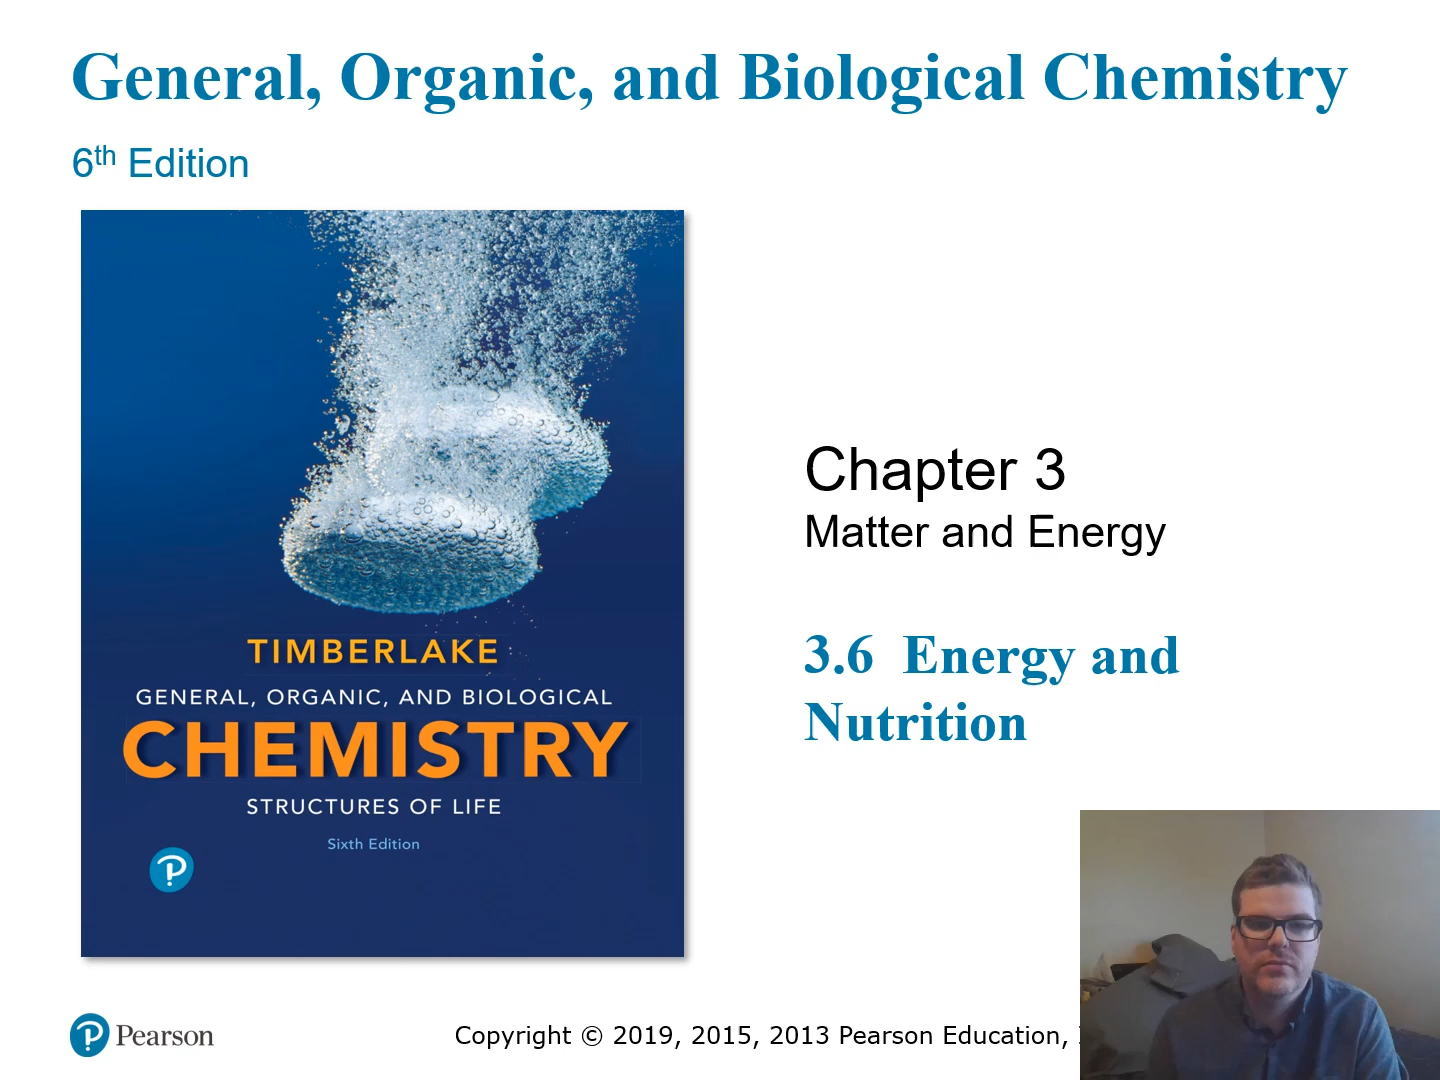 General, Organic, and Biological Chemistry
6th Edition
TIMBERLAKE
GENERAL, ORGANIC, AND BIOLOGICAL
CHEMISTRY
STRUCTURES OF LIFE
Sixth Edition
P
Chapter 3
Matter and Energy
3.6 Energy and
Nutrition
P Pearson
Copyright © 2019, 2015, 2013 Pearson Education,